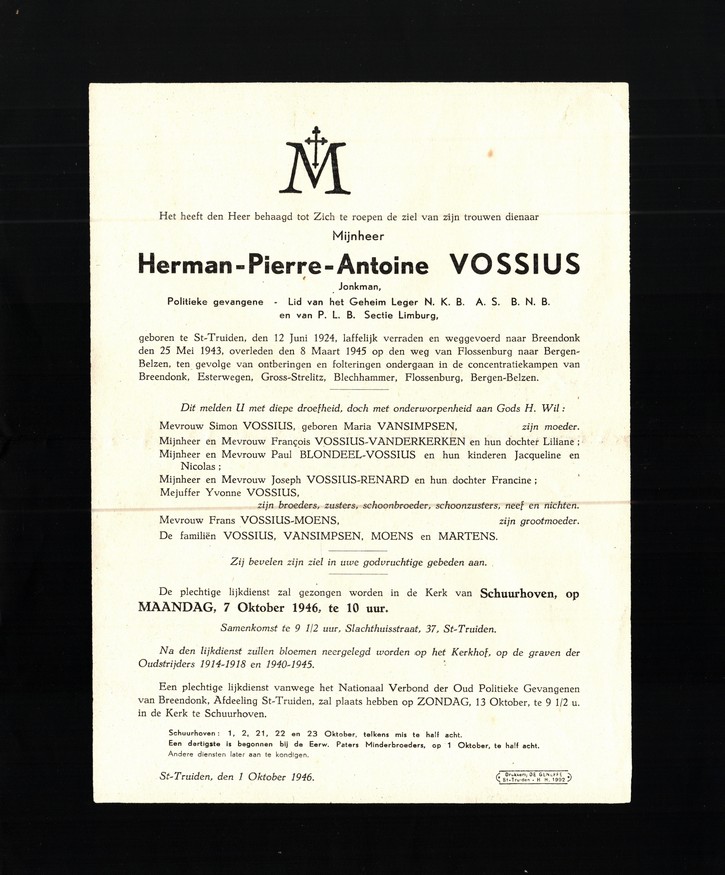 M
Het heeft den Heer behaagd tot Zich te roepen de ziel van zijn trouwen dienaar
Mijnheer
Herman-Pierre-Antoine VOSSIUS
Jonkman,
Politieke gevangene - Lid van het Geheim Leger N. K. B. A. S. B. N. B.
en van P. L. B. Sectie Limburg,
geboren te St-Truiden, den 12 Juni 1924, laffelijk verraden en weggevoerd naar Breendonk
den 25 Mei 1943, overleden den 8 Maart 1945 op den weg van Flossenburg naar Bergen-
Belzen, ten gevolge van ontberingen en folteringen ondergaan in de concentratiekampen van
Breendonk, Esterwegen, Gross-Strelitz, Blechhammer, Flossenburg, Bergen-Belzen.
Dit melden U met diepe droefheid, doch met onderworpenheid aan Gods H. Wil :
Mevrouw Simon VOSSIUS, geboren Maria VANSIMPSEN, zijn moeder.
Mijnheer en Mevrouw François VOSSIUS-VANDERKERKEN en hun dochter Liliane ;
Mijnheer en Mevrouw Paul BLONDEEL-VOSSIUS en hun kinderen Jacqueline en
Nicolas ;
Mijnheer en Mevrouw Joseph VOSSIUS-RENARD en hun dochter Francine ;
Mejuffer Yvonne VOSSIUS,
zijn broeders, zusters, schoonbroeder, schoonzusters, neef en nichten.
Mevrouw Frans VOSSIUS-MOENS, zijn grootmoeder.
De familiën VOSSIUS, VANSIMPSEN, MOENS en MARTENS.
Zij bevelen zijn ziel in uwe godvruchtige gebeden aan.
De plechtige lijkdienst zal gezongen worden in de Kerk van Schuurhoven, op
MAANDAG, 7 Oktober 1946, te 10 uur.
Samenkomst te 9 1/2 uur, Slachthuisstraat, 37, St-Truiden.
Na den lijkdienst zullen bloemen neergelegd worden op het Kerkhof, op de graven der
Oudstrijders 1914-1918 en 1940-1945.
Een plechtige lijkdienst vanwege het Nationaal Verbond der Oud Politieke Gevangenen
van Breendonk, Afdeeling St-Truiden, zal plaats hebben op ZONDAG, 13 Oktober, te 9 1/2 u.
in de Kerk te Schuurhoven.
Schuurhoven : 1, 2, 21, 22 en 23 Oktober, telkens mis te half acht.
Een dertigste is begonnen bij de Eerw. Paters Minderbroeders, op 1 Oktober, te half acht.
Andere diensten later aan te kondigen.
St-Truiden, den 1 Oktober 1946.
Drukkerij DE
St-Truiden - H. R. 1992